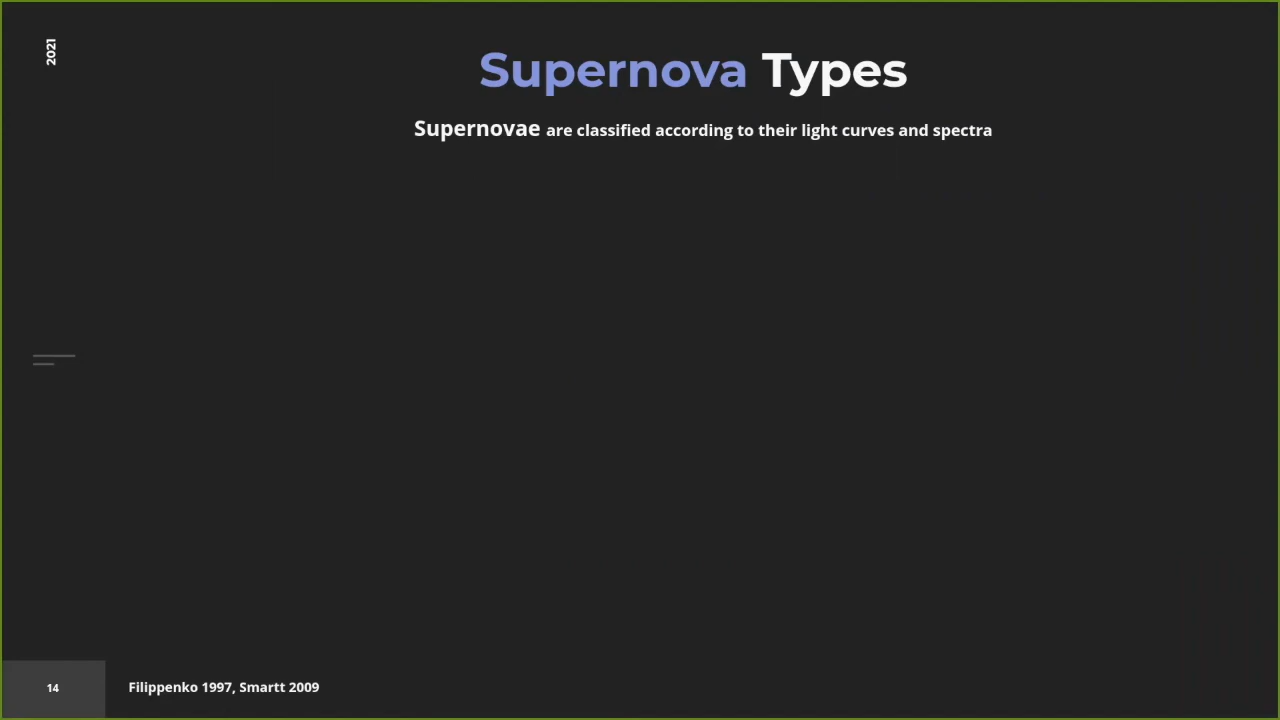 2021
Supernova Types
Supernovae are classified according to their light curves and spectra
14
Filippenko 1997, Smartt 2009